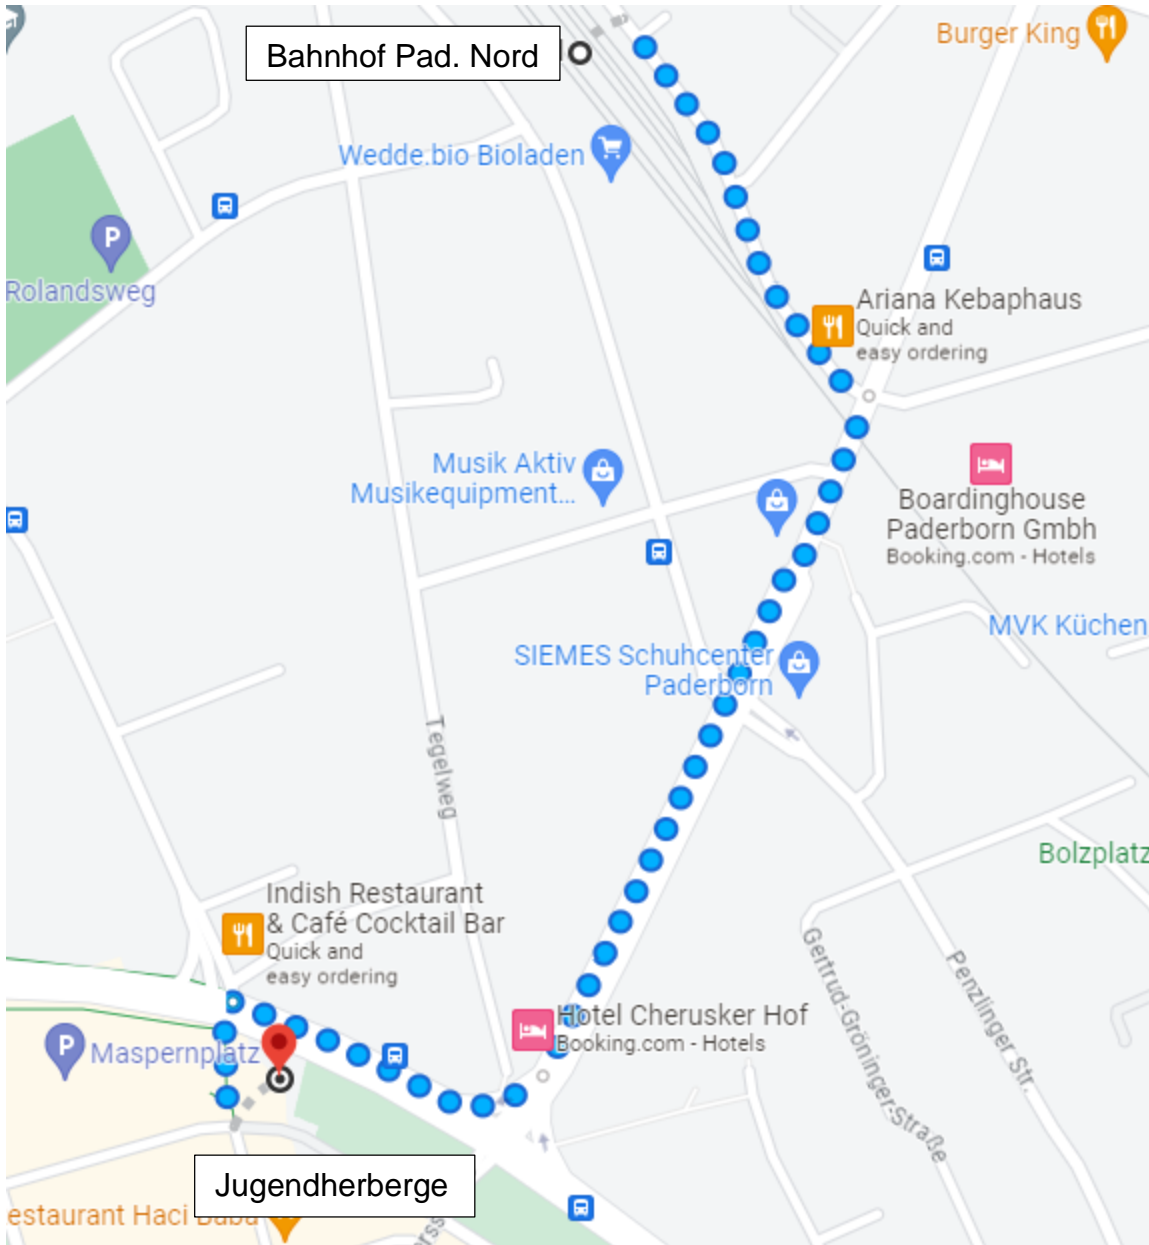 Bahnhof Pad. Nord
Burger King
Wedde.bio Bioladen
P
Rolandsweg
Ariana Kebaphaus
Quick and
easy ordering
Musik Aktiv
Musikequipment...
Boardinghouse
Paderborn Gmbh
Booking.com - Hotels
MVK Küchen
SIEMES Schuhcenter
Paderborn
Tegelweg
Bolzplatz
Indish Restaurant
& Café Cocktail Bar
Quick and
easy ordering
Gertrud-Gröninger-Straße
Penzlinger Str.
Hotel Cherusker Hof
Booking.com - Hotels
P
Maspernplatz
Jugendherberge
estaurant Haci Baba